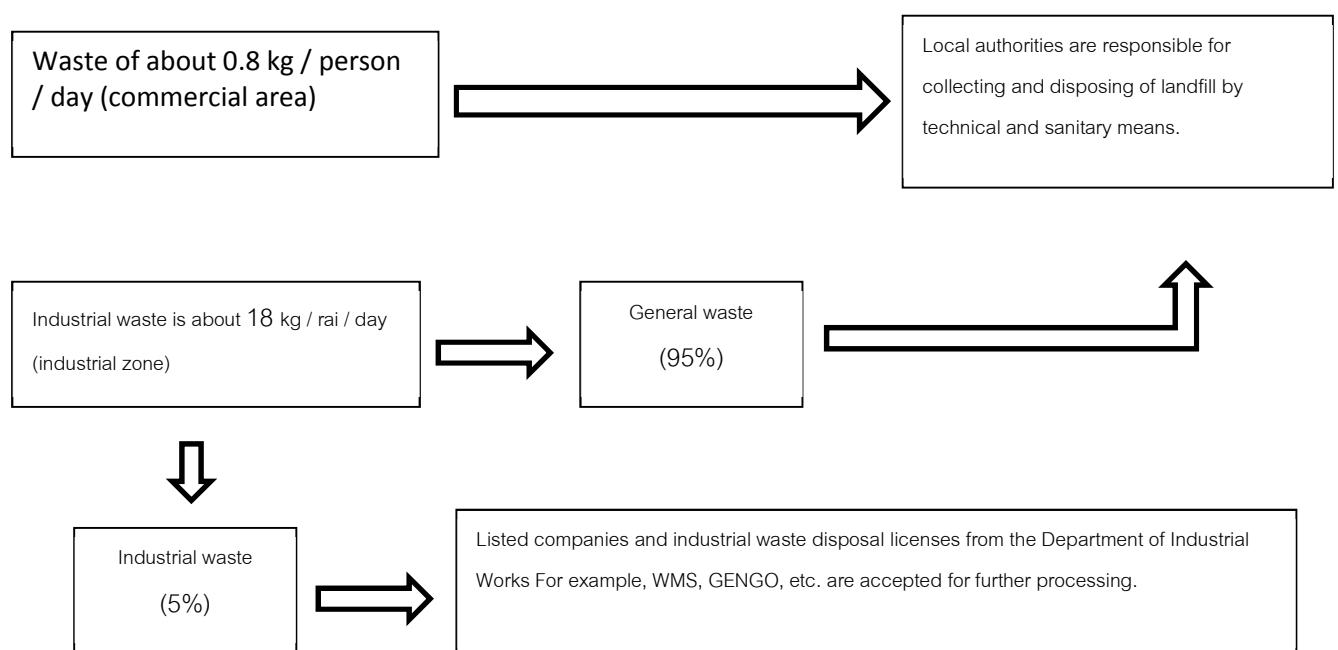 Waste of about 0.8 kg / person
/ day (commercial area)
Local authorities are responsible for
collecting and disposing of landfill by
technical and sanitary means.
Industrial waste is about 18 kg / rai / day
(industrial zone)
General waste
(95%)
Industrial waste
(5%)
Listed companies and industrial waste disposal licenses from the Department of Industrial
Works For example, WMS, GENGO, etc. are accepted for further processing.